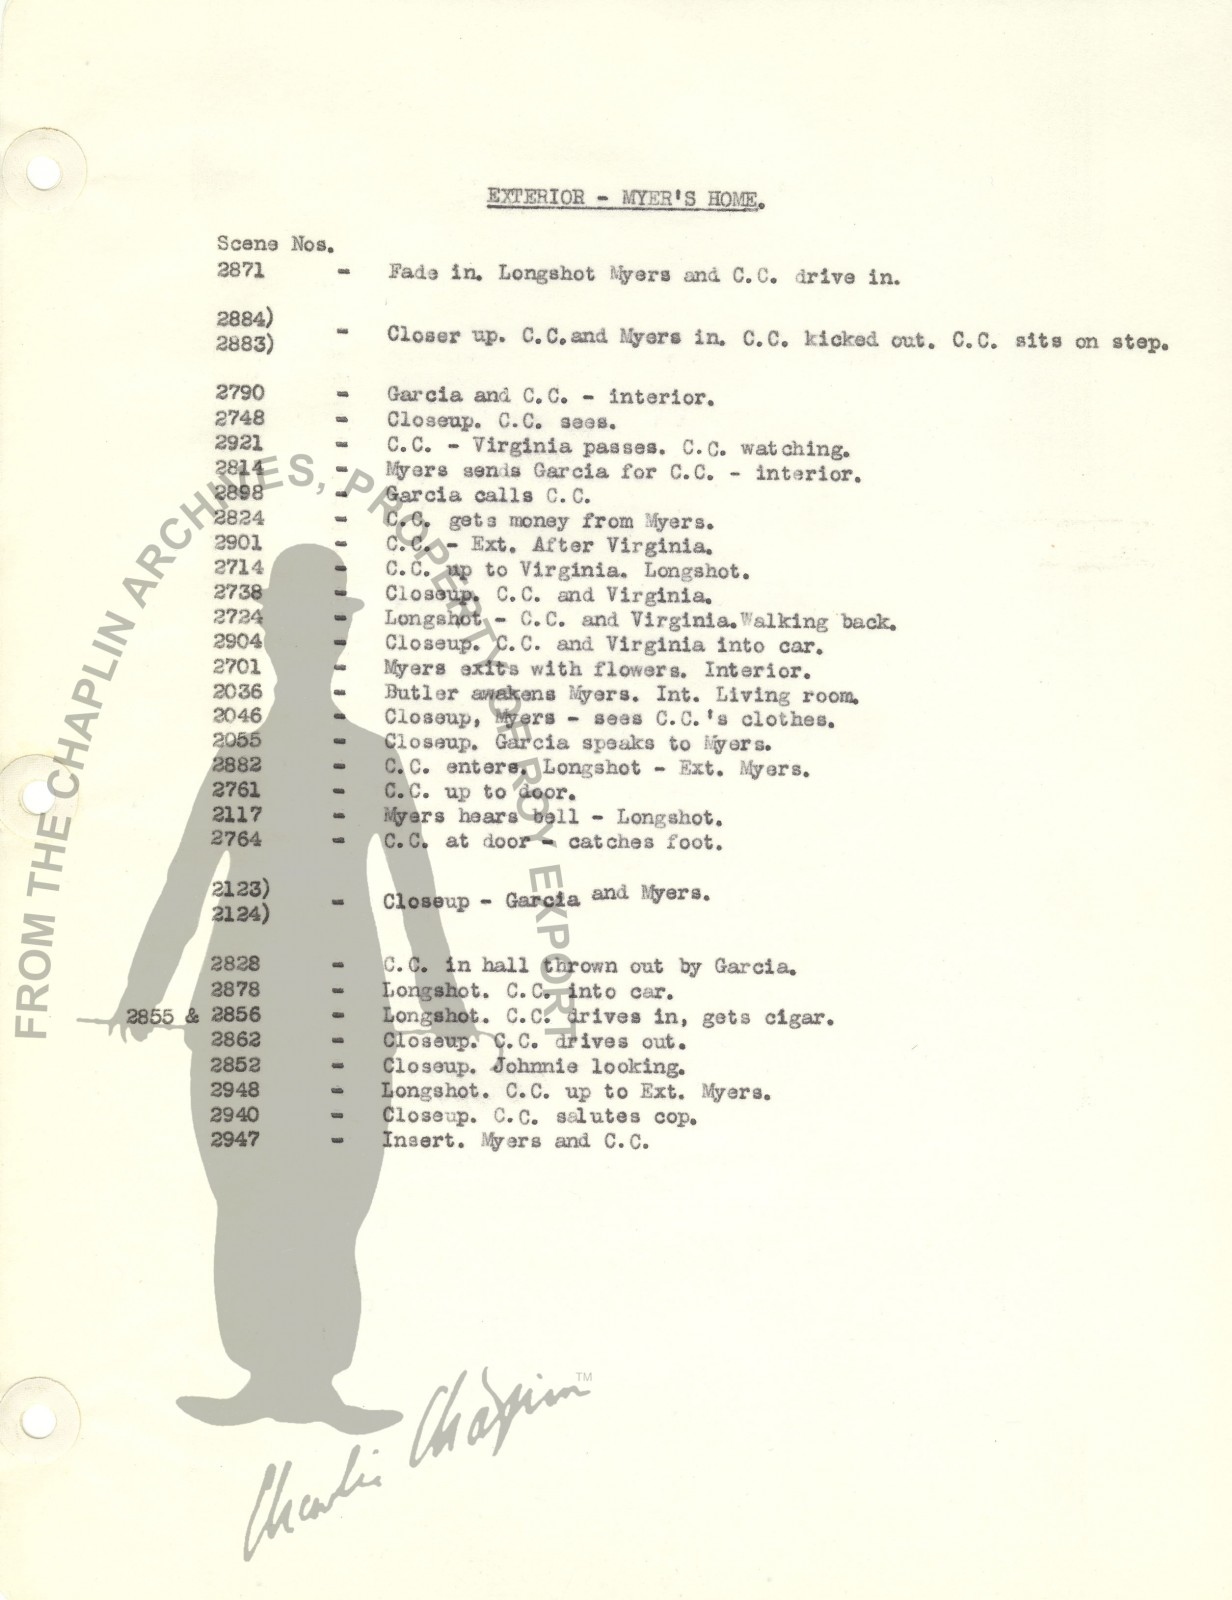 EXTERIOR - MYER'S HOME.
Scene Nos.
2871 - Fade in. Longshot Myers and C.C. drive in.
2884)
2883) - Closer up. C.C.and Myers in. C.C. kicked out. C.C. sits on step.
2790 - Garcia and C.C. - interior.
2748 - Closeup. C.C. sees.
2921 - C.C. - Virginia passes. C.C. watching.
2814 - Myers sends Garcia for C.C. - interior.
2898 - Garcia calls C.C.
2824 - C.C. gets money from Myers.
2901 - C.C. - Ext. After Virginia.
2714 - C.C. up to Virginia. Longshot.
2738 - Closeup. C.C. and Virginia.
2724 - Longshot - C.C. and Virginia.Walking back.
2904 - Closeup. C.C. and Virginia into car.
2701 - Myers exits with flowers. Interior.
2036 - Butler awakens Myers. Int. Living room.
2046 - Closeup, Myers - sees C.C.'s clothes.
2055 - Closeup. Garcia speaks to Myers.
2882 - C.C. enters. Longshot - Ext. Myers.
2761 - C.C. up to door.
2117 - Myers hears bell - Longshot.
2764 - C.C. at door - catches foot.
2123)
2124) - Closeup - Garcia and Myers.
2828 - C.C. in hall thrown out by Garcia.
2878 - Longshot. C.C. into car.
2855 & 2856 - Longshot. C.C. drives in, gets cigar.
2862 - Closeup. C.C. drives out.
2852 - Closeup. Johnnie looking.
2948 - Longshot. C.C. up to Ext. Myers.
2940 - Closeup. C.C. salutes cop.
2947 - Insert. Myers and C.C.
FROM THE CHAPLIN ARCHIVES, PROPERTY OF ROY EXPORT
Charlie Chaplin TM